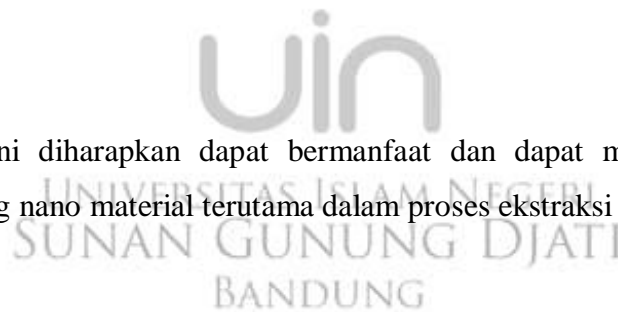 uin
ni diharapkan dapat bermanfaat dan dapat m
UNIVERSITAS ISLAM NEGERI
g nano material terutama dalam proses ekstraksi
SUNAN GUNUNG DJATI
BANDUNG